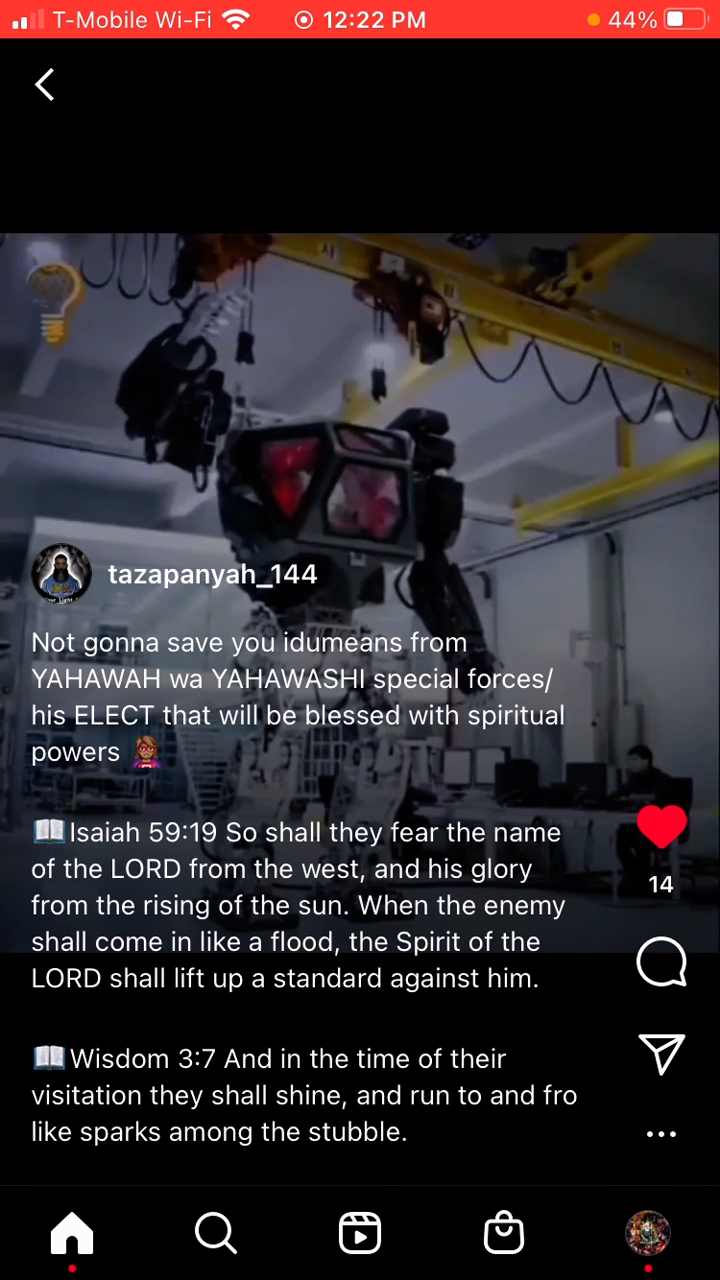 T-Mobile Wi-Fi 12:22 PM 44%
tazapanyah_144
Not gonna save you idumeans from
YAHAWAH wa YAHAWASHI special forces/
his ELECT that will be blessed with spiritual
powers 🦸🏽‍♀️
📖Isaiah 59:19 So shall they fear the name
of the LORD from the west, and his glory
from the rising of the sun. When the enemy
shall come in like a flood, the Spirit of the
LORD shall lift up a standard against him.
📖Wisdom 3:7 And in the time of their
visitation they shall shine, and run to and fro
like sparks among the stubble.
14